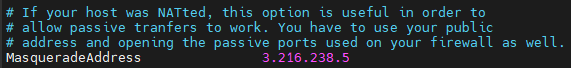 # If your host was NATted, this option is useful in order to
# allow passive tranfers to work. You have to use your public
# address and opening the passive ports used on your firewall as well.
MasqueradeAddress 3.216.238.5